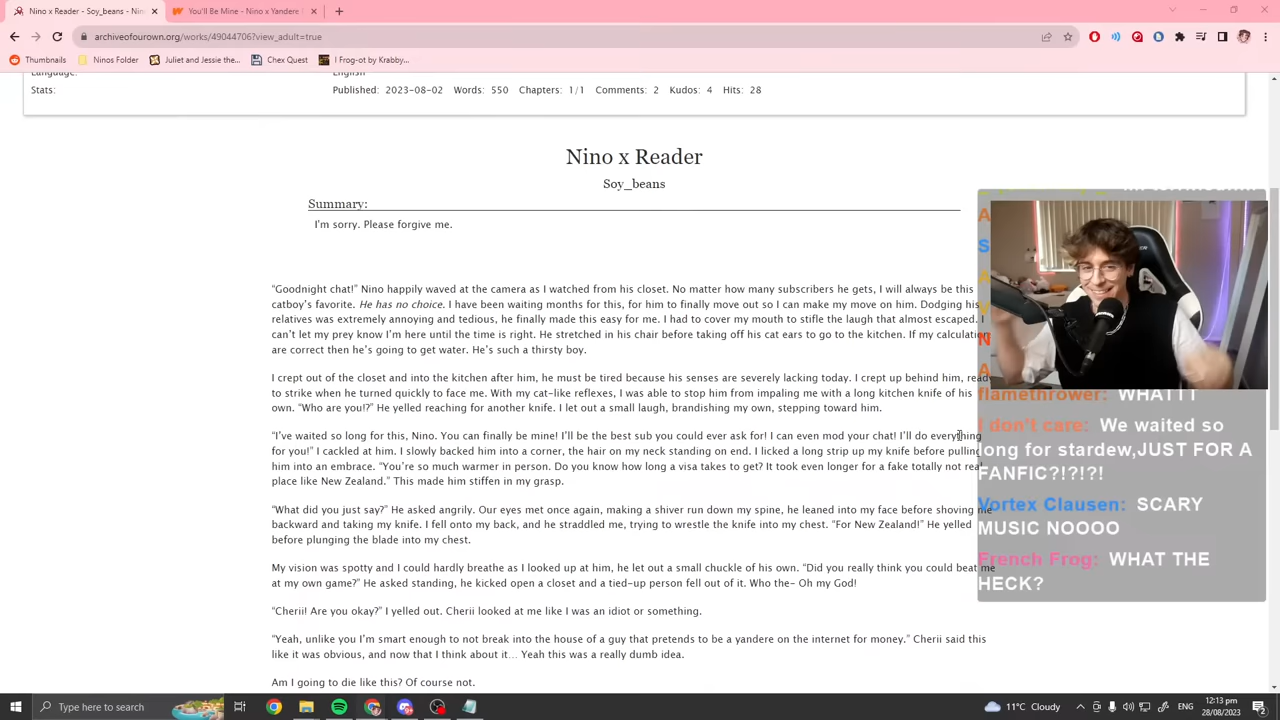 Nino x Reader - Soy_beans - Nino
You'll Be Mine - Nino x Yander
archiveofourown.org/works/49044706?view_adult=true
Thumbnails
Ninos Folder
Juliet and Jessie the...
Chex Quest
I Frog-ot by Krabby...
Language:
English
Stats:
Published: 2023-08-02 Words: 550 Chapters: 1/1 Comments: 2 Kudos: 4 Hits: 28
Nino x Reader
Soy_beans
Summary:
I'm sorry. Please forgive me.
“Goodnight chat!” Nino happily waved at the camera as I watched from his closet. No matter how many subscribers he gets, I will always be this
catboy’s favorite. He has no choice. I have been waiting months for this, for him to finally move out so I can make my move on him. Dodging his
relatives was extremely annoying and tedious, he finally made this easy for me. I had to cover my mouth to stifle the laugh that almost escaped. I
can’t let my prey know I’m here until the time is right. He stretched in his chair before taking off his cat ears to go to the kitchen. If my calculation
are correct then he’s going to get water. He’s such a thirsty boy.
I crept out of the closet and into the kitchen after him, he must be tired because his senses are severely lacking today. I crept up behind him, read
to strike when he turned quickly to face me. With my cat-like reflexes, I was able to stop him from impaling me with a long kitchen knife of his
own. “Who are you!?” He yelled reaching for another knife. I let out a small laugh, brandishing my own, stepping toward him.
“I’ve waited so long for this, Nino. You can finally be mine! I’ll be the best sub you could ever ask for! I can even mod your chat! I’ll do everything
for you!” I cackled at him. I slowly backed him into a corner, the hair on my neck standing on end. I licked a long strip up my knife before pulling
him into an embrace. “You’re so much warmer in person. Do you know how long a visa takes to get? It took even longer for a fake totally not real
place like New Zealand.” This made him stiffen in my grasp.
“What did you just say?” He asked angrily. Our eyes met once again, making a shiver run down my spine, he leaned into my face before shoving me
backward and taking my knife. I fell onto my back, and he straddled me, trying to wrestle the knife into my chest. “For New Zealand!” He yelled
before plunging the blade into my chest.
My vision was spotty and I could hardly breathe as I looked up at him, he let out a small chuckle of his own. “Did you really think you could beat me
at my own game?” He asked standing, he kicked open a closet and a tied-up person fell out of it. Who the- Oh my God!
“Cherii! Are you okay?” I yelled out. Cherii looked at me like I was an idiot or something.
“Yeah, unlike you I’m smart enough to not break into the house of a guy that pretends to be a yandere on the internet for money.” Cherii said this
like it was obvious, and now that I think about it… Yeah this was a really dumb idea.
Am I going to die like this? Of course not.
flamethrower: WHATTT
I don't care: We waited so
long for stardew,JUST FOR A
FANFIC?!?!?!
Vortex Clausen: SCARY
MUSIC NOOOO
French Frog: WHAT THE
HECK?
Type here to search
11°C Cloudy
12:13 pm
28/08/2023